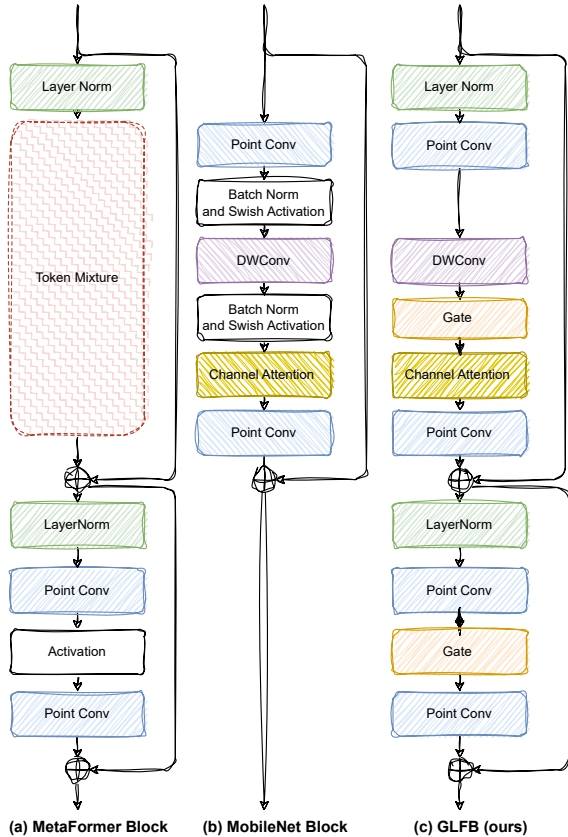 Layer Norm
Token Mixture
LayerNorm
Point Conv
Activation
Point Conv
(a) MetaFormer Block
Point Conv
Batch Norm
and Swish Activation
DWConv
Batch Norm
and Swish Activation
Channel Attention
Point Conv
(b) MobileNet Block
Layer Norm
Point Conv
DWConv
Gate
Channel Attention
Point Conv
LayerNorm
Point Conv
Gate
Point Conv
(c) GLFB (ours)